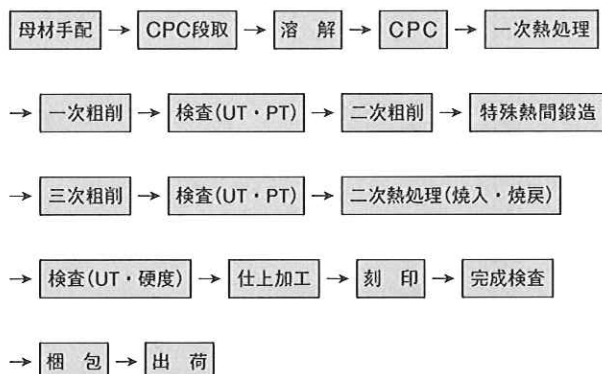 母材手配 → CPC段取 → 溶 解 → CPC → 一次熱処理
→ 一次粗削 → 検査(UT・PT) → 二次粗削 → 特殊熱間鍛造
→ 三次粗削 → 検査(UT・PT) → 二次熱処理(焼入・焼戻)
→ 検査(UT・硬度) → 仕上加工 → 刻 印 → 完成検査
→ 梱 包 → 出 荷